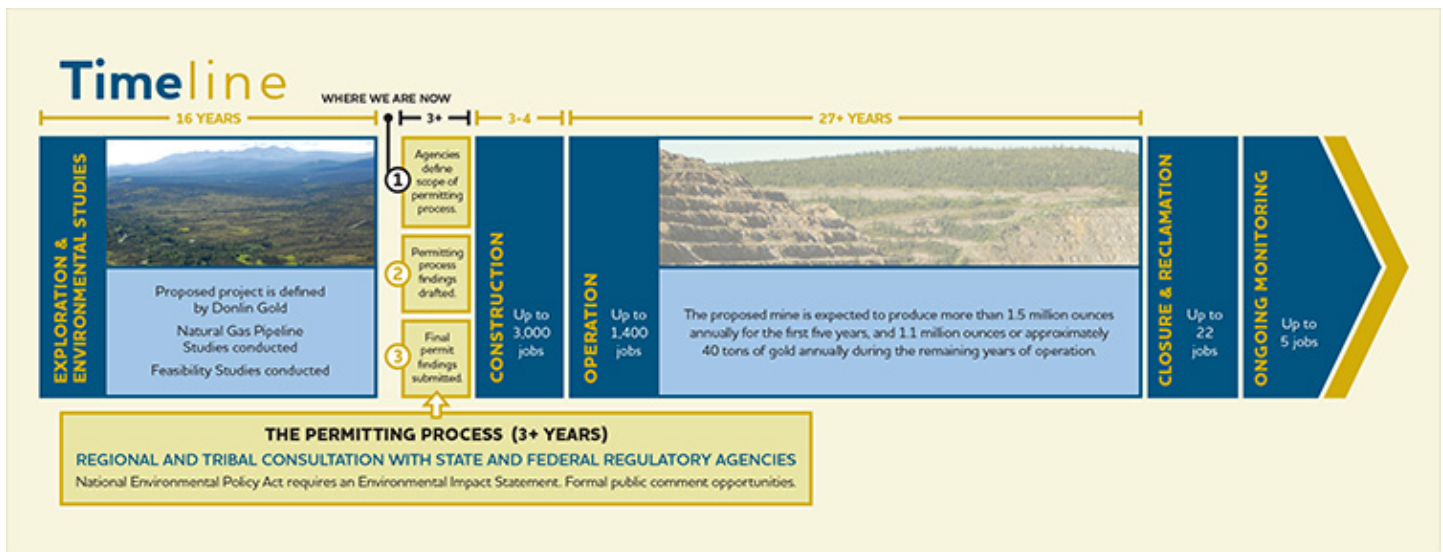 Timeline
WHERE WE ARE NOW
16 YEARS
3+
3-4
27+ YEARS
EXPLORATION &
ENVIRONMENTAL STUDIES
Proposed project is defined
by Donlin Gold
Natural Gas Pipeline
Studies conducted
Feasibility Studies conducted
1
Agencies
define
scope of
permitting
process.
2
Permitting
process
findings
drafted.
3
Final
permit
findings
submitted.
CONSTRUCTION
Up to
3,000
jobs
OPERATION
Up to
1,400
jobs
The proposed mine is expected to produce more than 1.5 million ounces
annually for the first five years, and 1.1 million ounces or approximately
40 tons of gold annually during the remaining years of operation.
CLOSURE & RECLAMATION
Up to
22
jobs
ONGOING MONITORING
Up to
5 jobs
THE PERMITTING PROCESS (3+ YEARS)
REGIONAL AND TRIBAL CONSULTATION WITH STATE AND FEDERAL REGULATORY AGENCIES
National Environmental Policy Act requires an Environmental Impact Statement. Formal public comment opportunities.